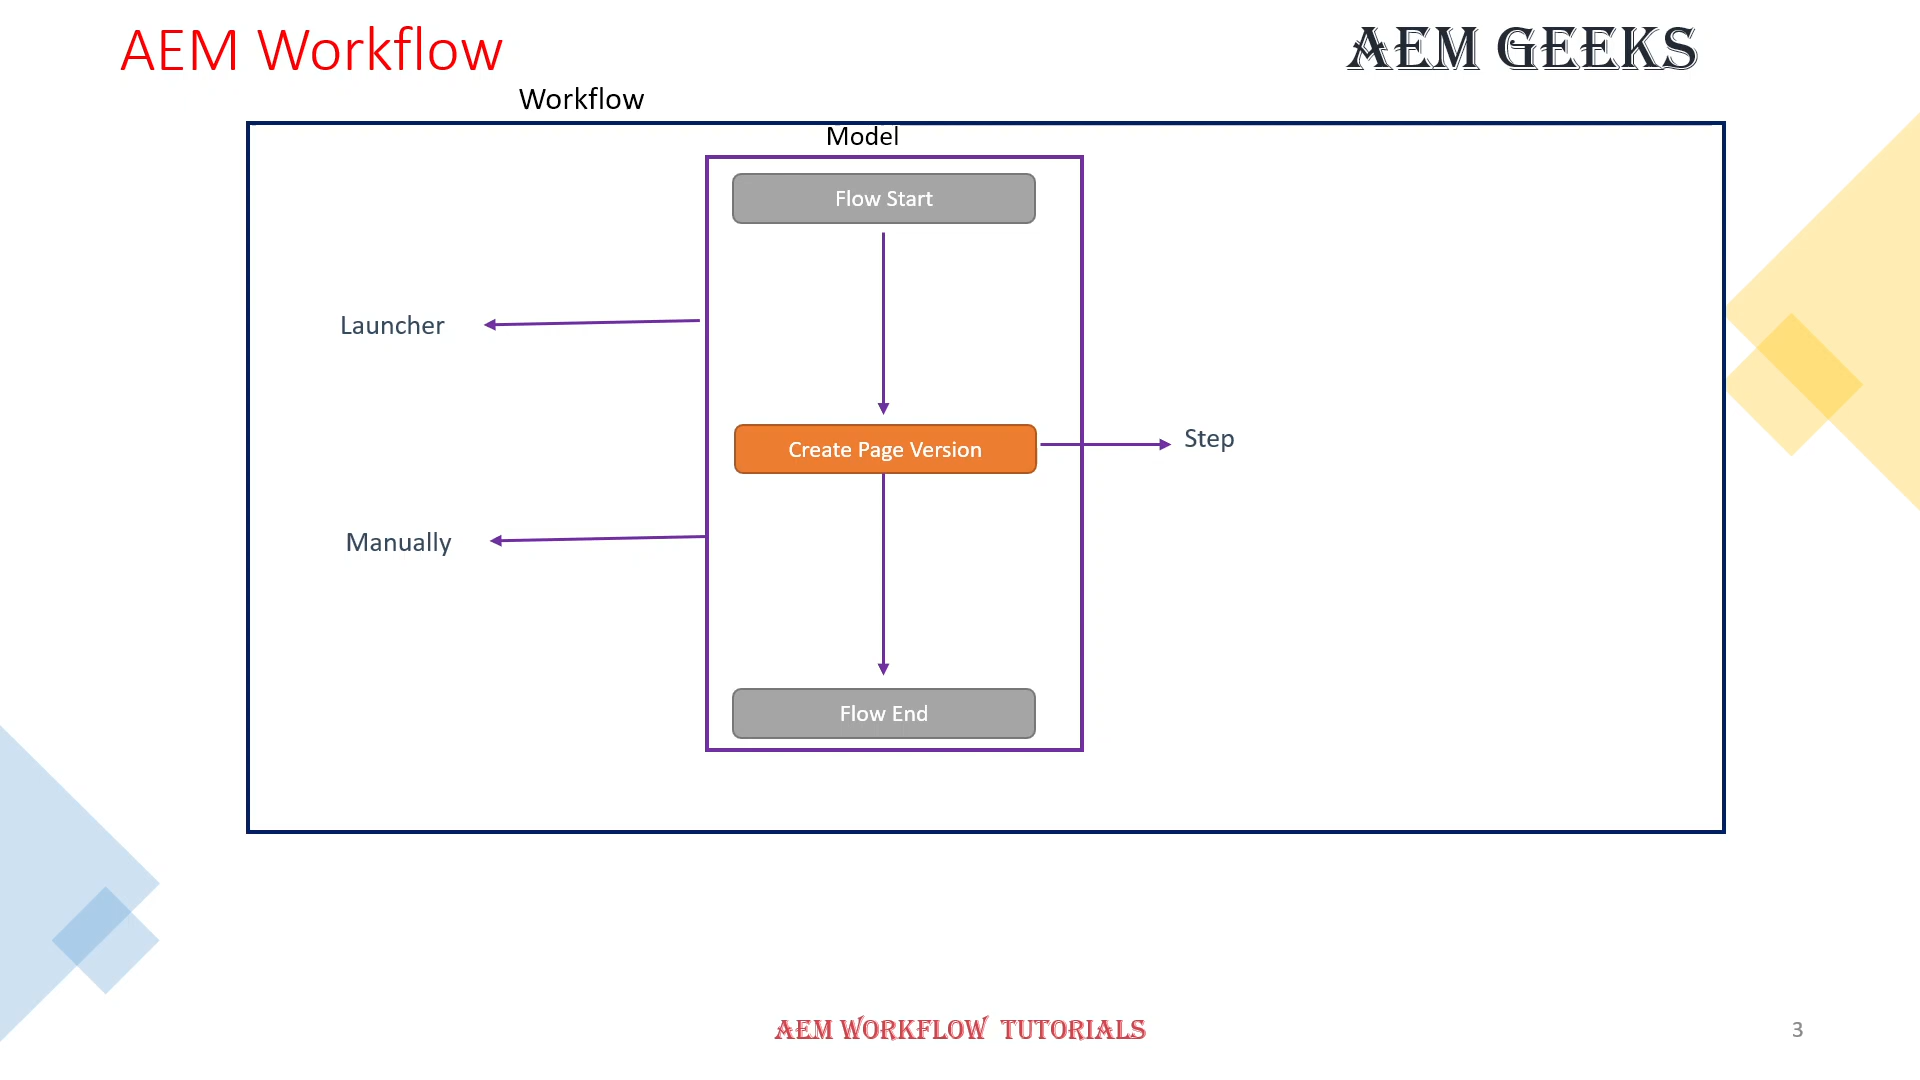 AEM Workflow
AEM GEEKS
Workflow
Model
Flow Start
Launcher
Create Page Version
Step
Manually
Flow End
AEM WORKFLOW TUTORIALS
3